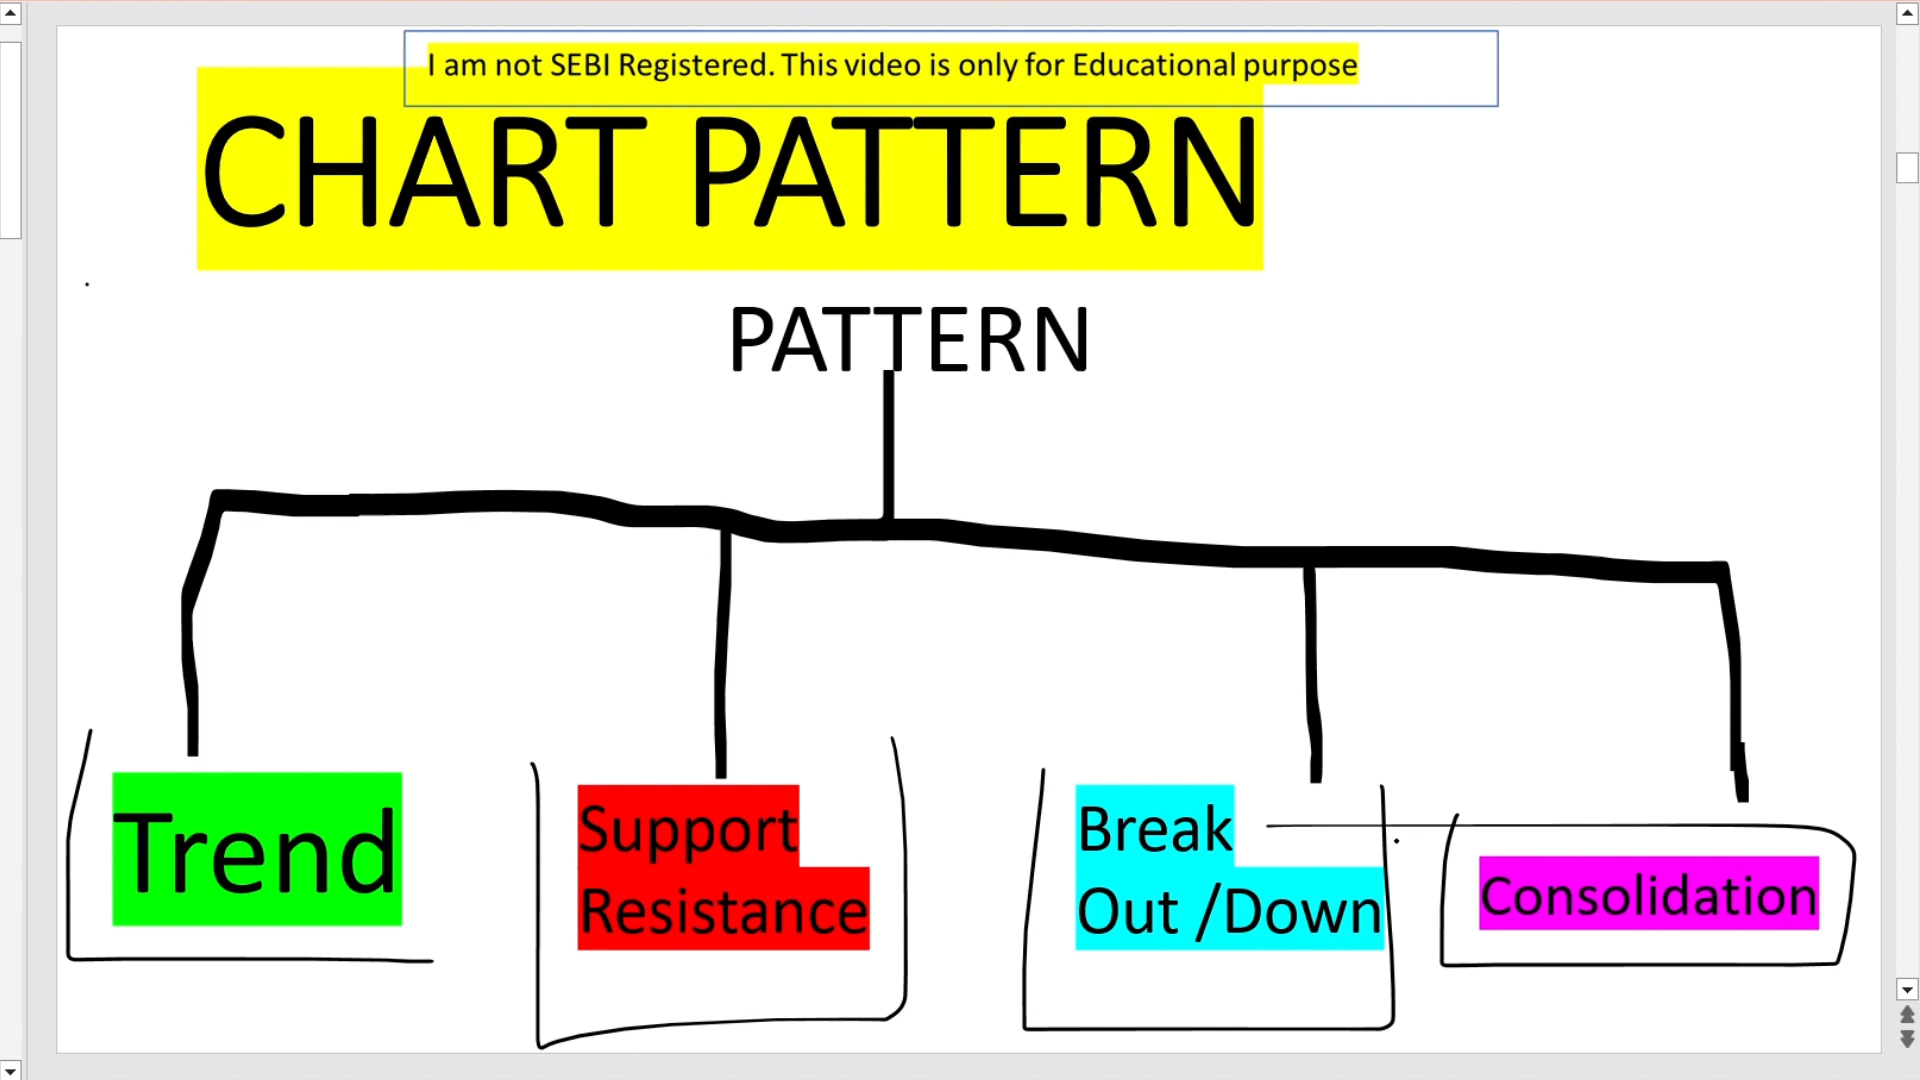 I am not SEBI Registered. This video is only for Educational purpose
CHART PATTERN
PATTERN
Trend
Support
Resistance
Break
Out /Down
Consolidation